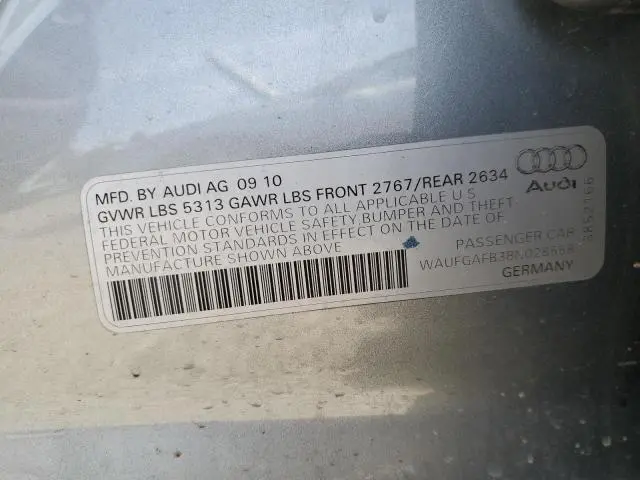 MFD. BY AUDI AG 09 10
GVWR LBS 5313 GAWR LBS FRONT 2767/REAR 2634
THIS VEHICLE CONFORMS TO ALL APPLICABLE U S
FEDERAL MOTOR VEHICLE SAFETY BUMPER AND THEFT
PREVENTION STANDARDS IN EFFECT ON THE DATE OF
MANUFACTURE SHOWN ABOVE
Audi
PASSENGER CAR
GERMANY